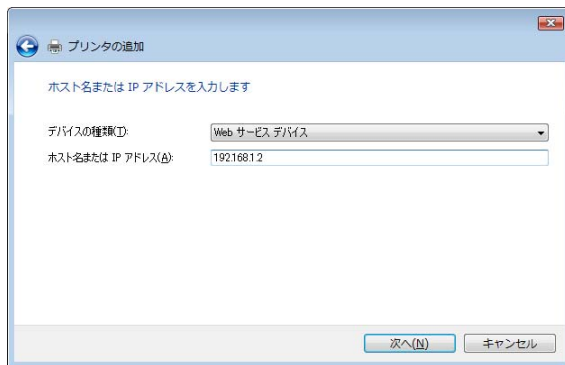 プリンタの追加
ホスト名または IP アドレスを入力します
デバイスの種類(T):
Web サービス デバイス
ホスト名または IP アドレス(A):
192.168.1.2
次へ(N)
キャンセル